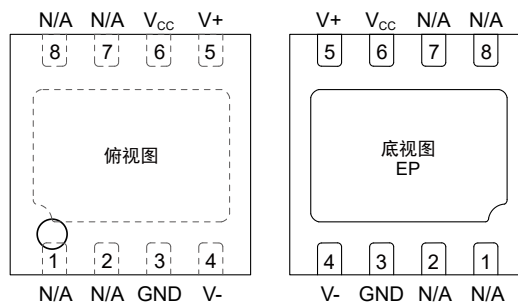 N/A N/A VCC V+
8 7 6 5
俯视图
1 2 3 4
N/A N/A GND V-
V+ VCC N/A N/A
5 6 7 8
底视图
EP
4 3 2 1
V- GND N/A N/A